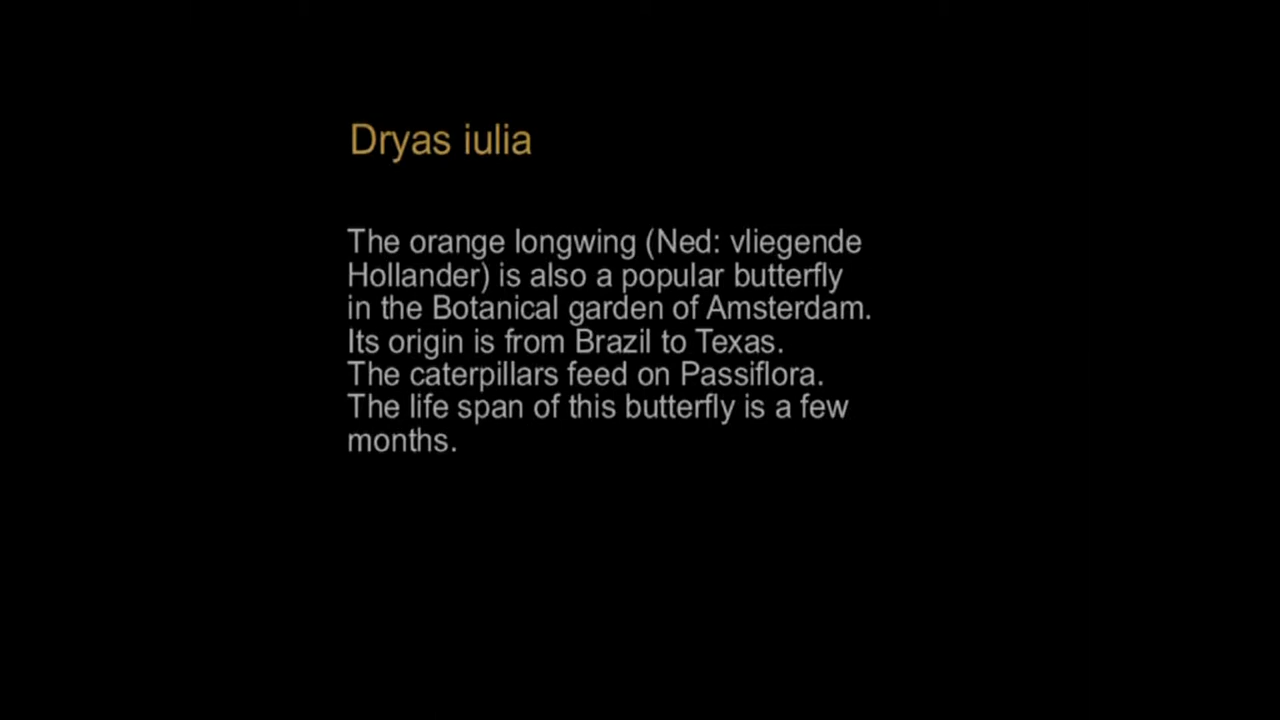 Dryas iulia
The orange longwing (Ned: vliegende
Hollander) is also a popular butterfly
in the Botanical garden of Amsterdam.
Its origin is from Brazil to Texas.
The caterpillars feed on Passiflora.
The life span of this butterfly is a few
months.